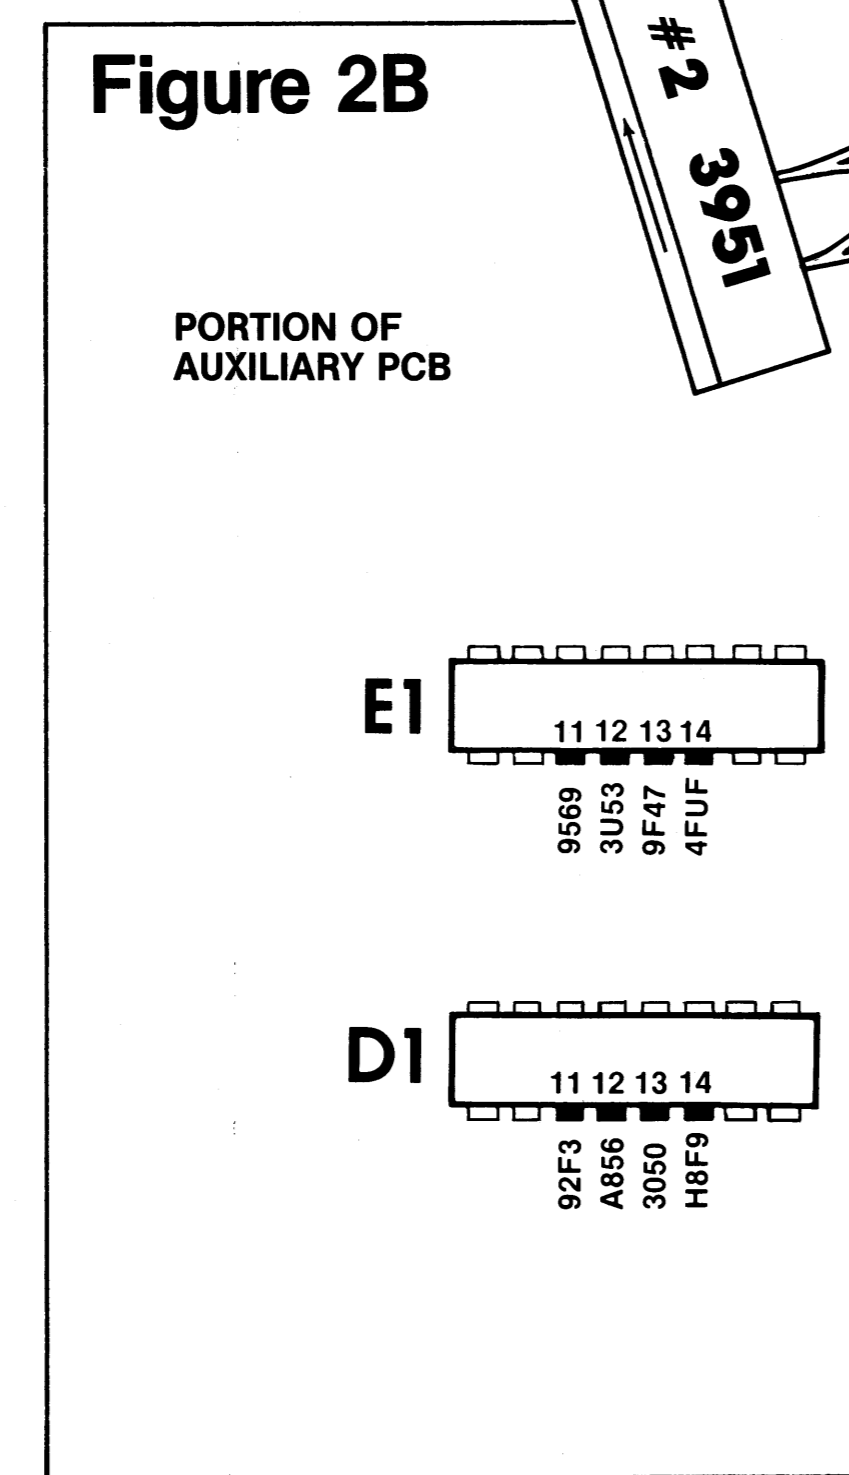 Figure 2B
#2 3951
PORTION OF
AUXILIARY PCB
E1
11 12 13 14
9569
3U53
9F47
4FUF
D1
11 12 13 14
92F3
A856
3050
H8F9